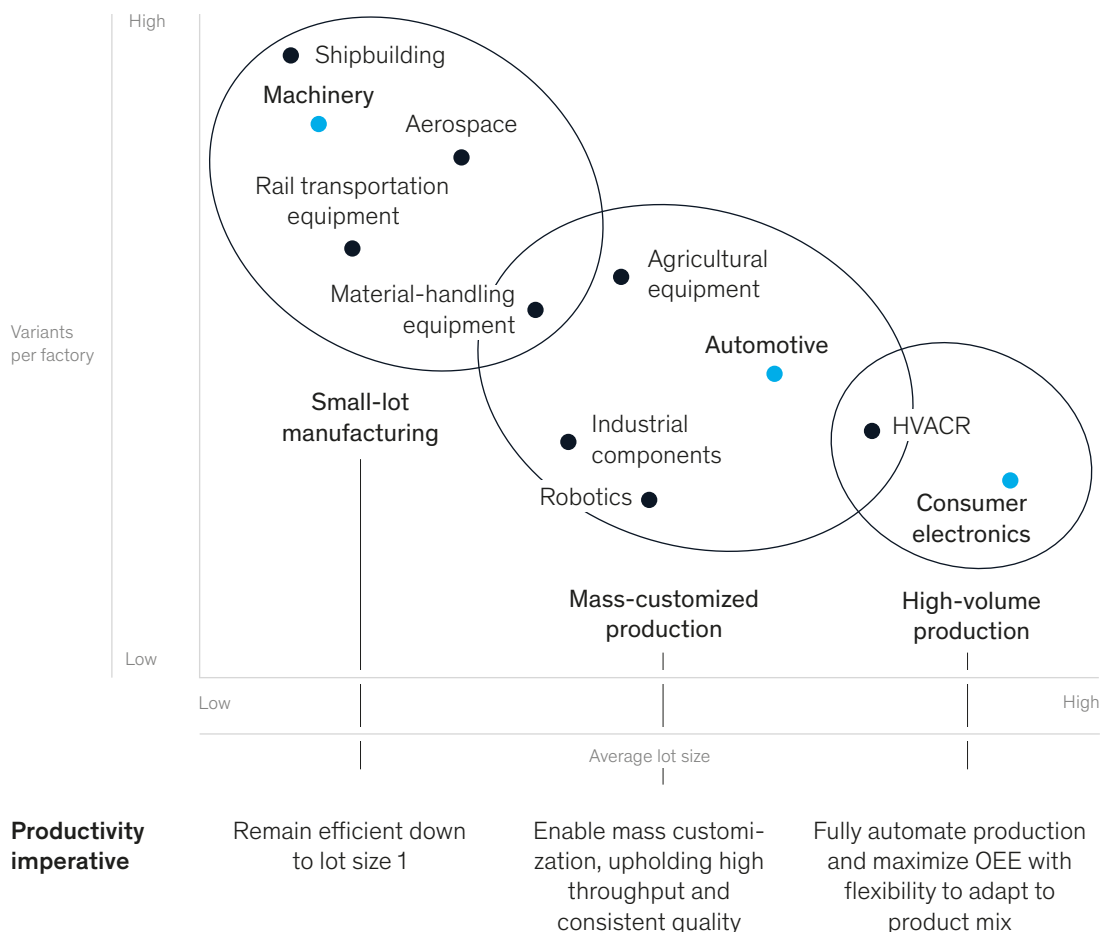 High
Shipbuilding
Machinery
Aerospace
Rail transportation
equipment
Agricultural
equipment
Material-handling
equipment
Variants
per factory
Automotive
Small-lot
manufacturing
Industrial
components
HVACR
Robotics
Consumer
electronics
Mass-customized
production
High-volume
production
Low
Low
High
Average lot size
Productivity
imperative
Remain efficient down
to lot size 1
Enable mass customi-
zation, upholding high
throughput and
consistent quality
Fully automate production
and maximize OEE with
flexibility to adapt to
product mix